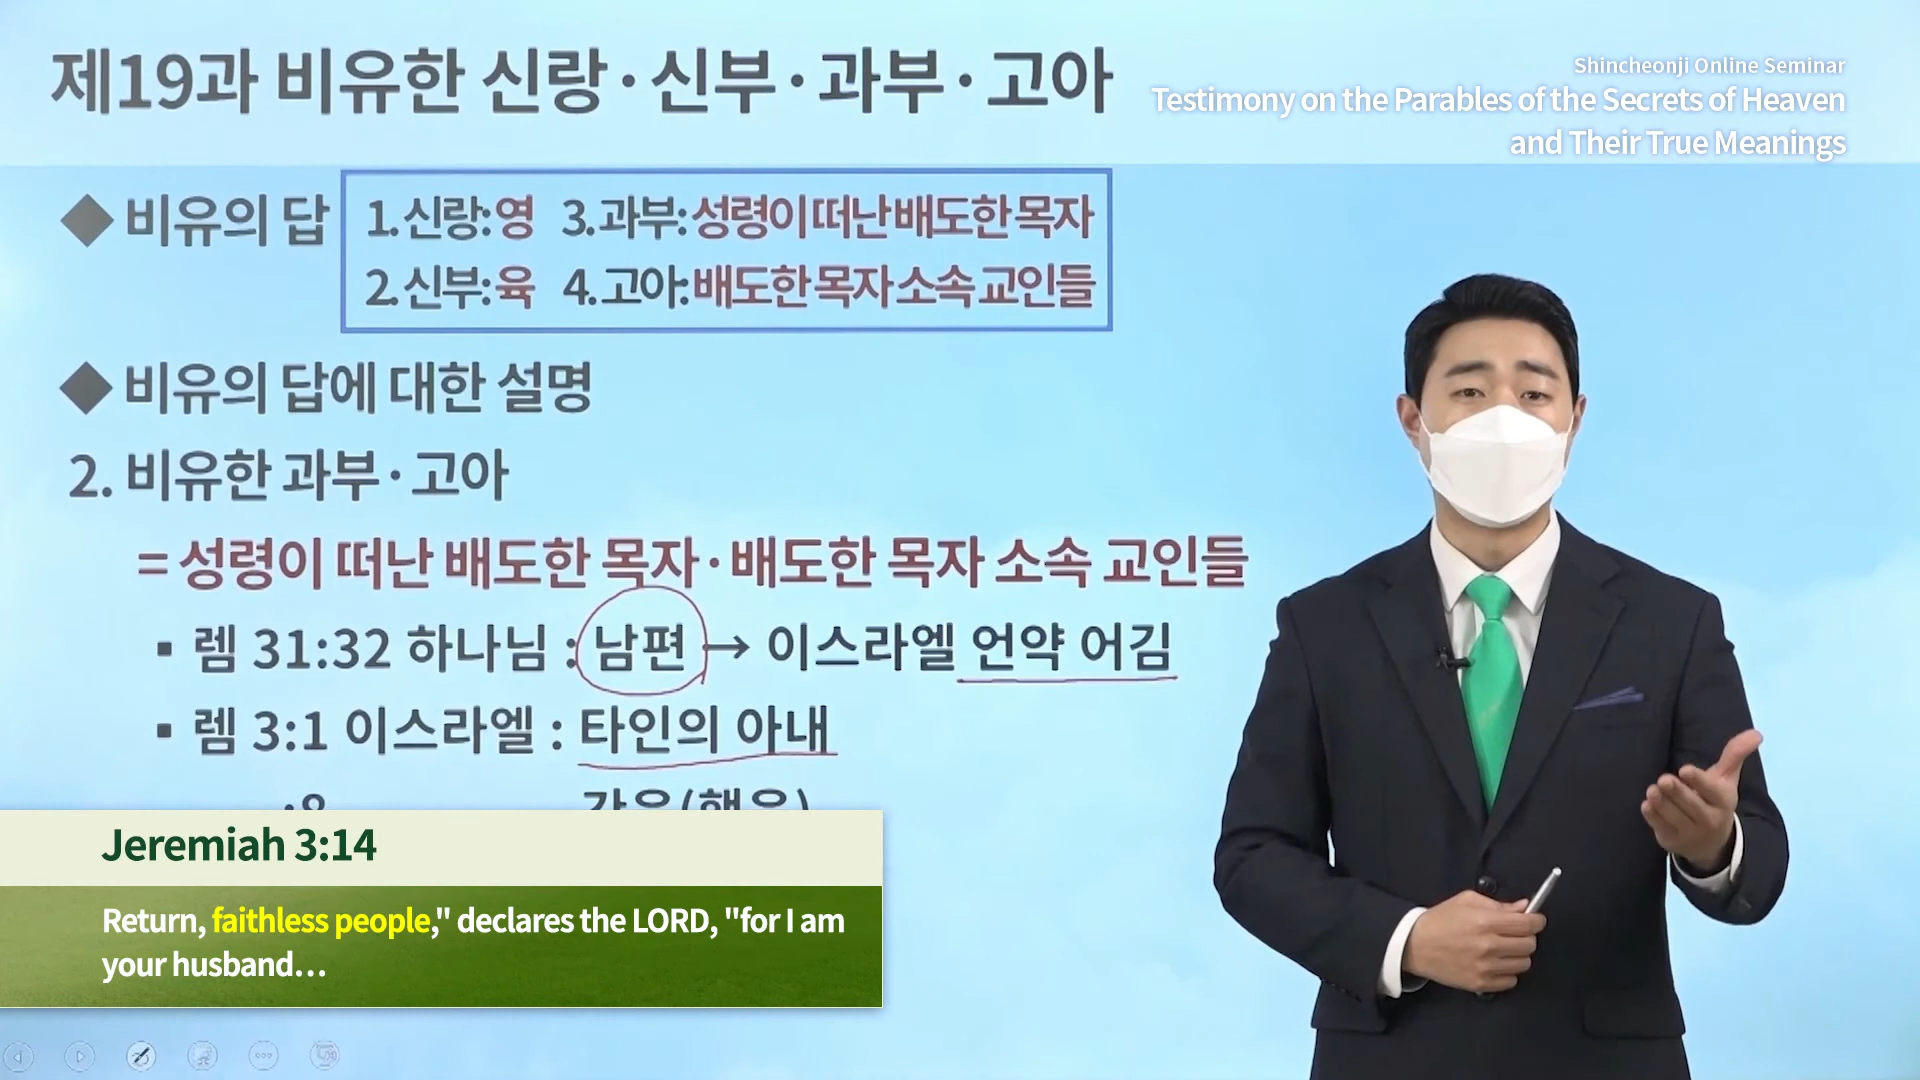 제19과 비유한 신랑·신부·과부·고아
Shincheonji Online Seminar
Testimony on the Parables of the Secrets of Heaven
and Their True Meanings
◆ 비유의 답
1. 신랑: 영 3. 과부: 성령이 떠난 배도한 목자
2. 신부: 육 4. 고아: 배도한 목자 소속 교인들
◆ 비유의 답에 대한 설명
2. 비유한 과부·고아
= 성령이 떠난 배도한 목자·배도한 목자 소속 교인들
▪ 렘 31:32 하나님 : 남편 → 이스라엘 언약 어김
▪ 렘 3:1 이스라엘 : 타인의 아내
Jeremiah 3:14
Return, faithless people," declares the LORD, "for I am
your husband…